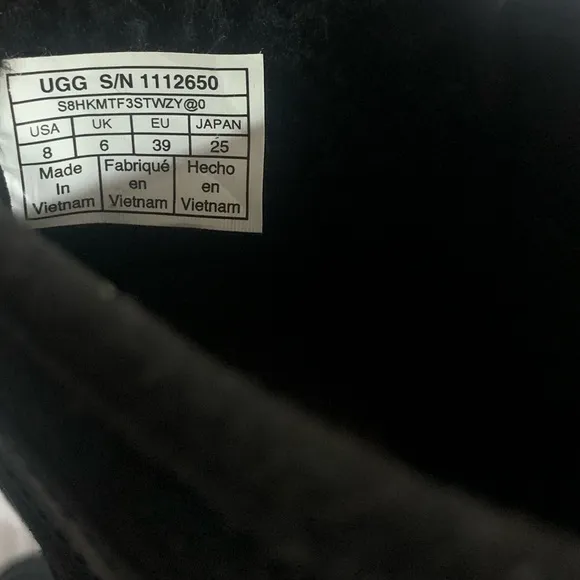 UGG S/N 1112650
S8HKMTF3STWZY@0
USA UK EU JAPAN
8 6 39 25
Made Fabriqué Hecho
In en en
Vietnam Vietnam Vietnam